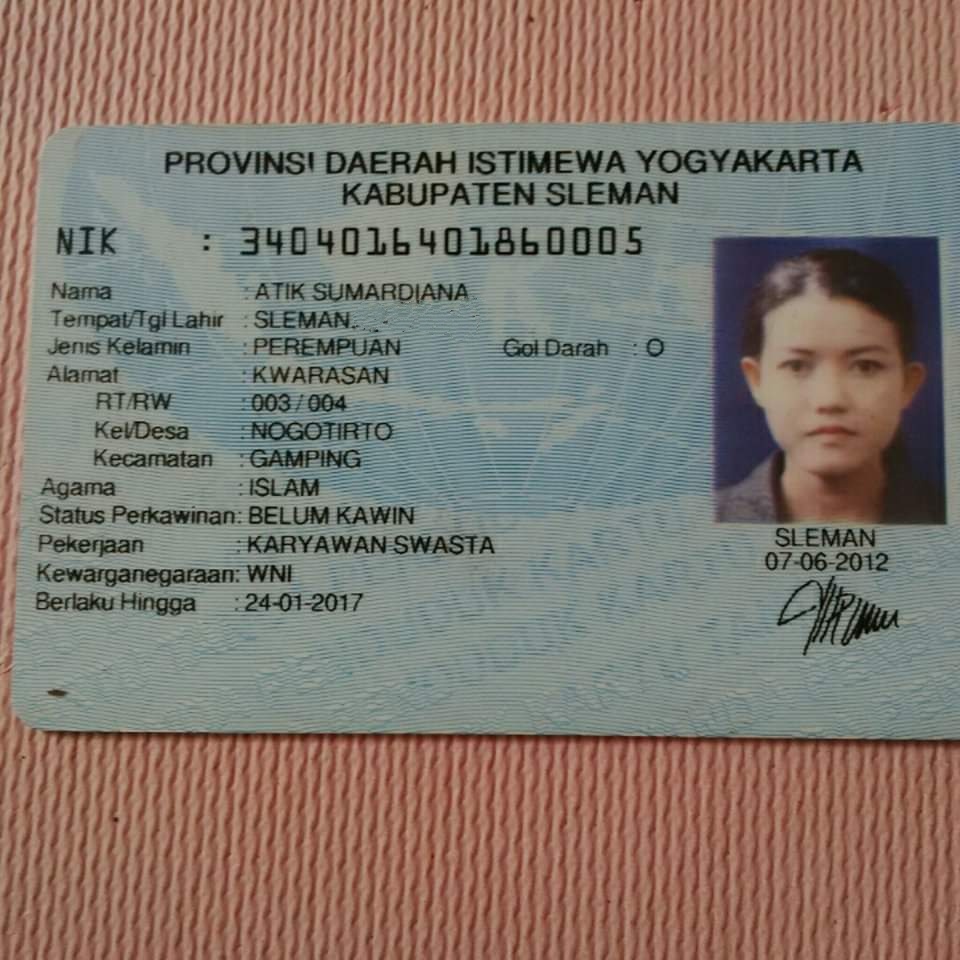 PROVINSI DAERAH ISTIMEWA YOGYAKARTA
KABUPATEN SLEMAN
NIK : 3404016401860005
Nama : ATIK SUMARDIANA
Tempat/Tgl Lahir : SLEMAN,
Jenis Kelamin : PEREMPUAN Gol Darah : O
Alamat : KWARASAN
RT/RW : 003 / 004
Kel/Desa : NOGOTIRTO
Kecamatan : GAMPING
Agama : ISLAM
Status Perkawinan: BELUM KAWIN
Pekerjaan : KARYAWAN SWASTA
Kewarganegaraan: WNI
Berlaku Hingga : 24-01-2017
SLEMAN
07-06-2012